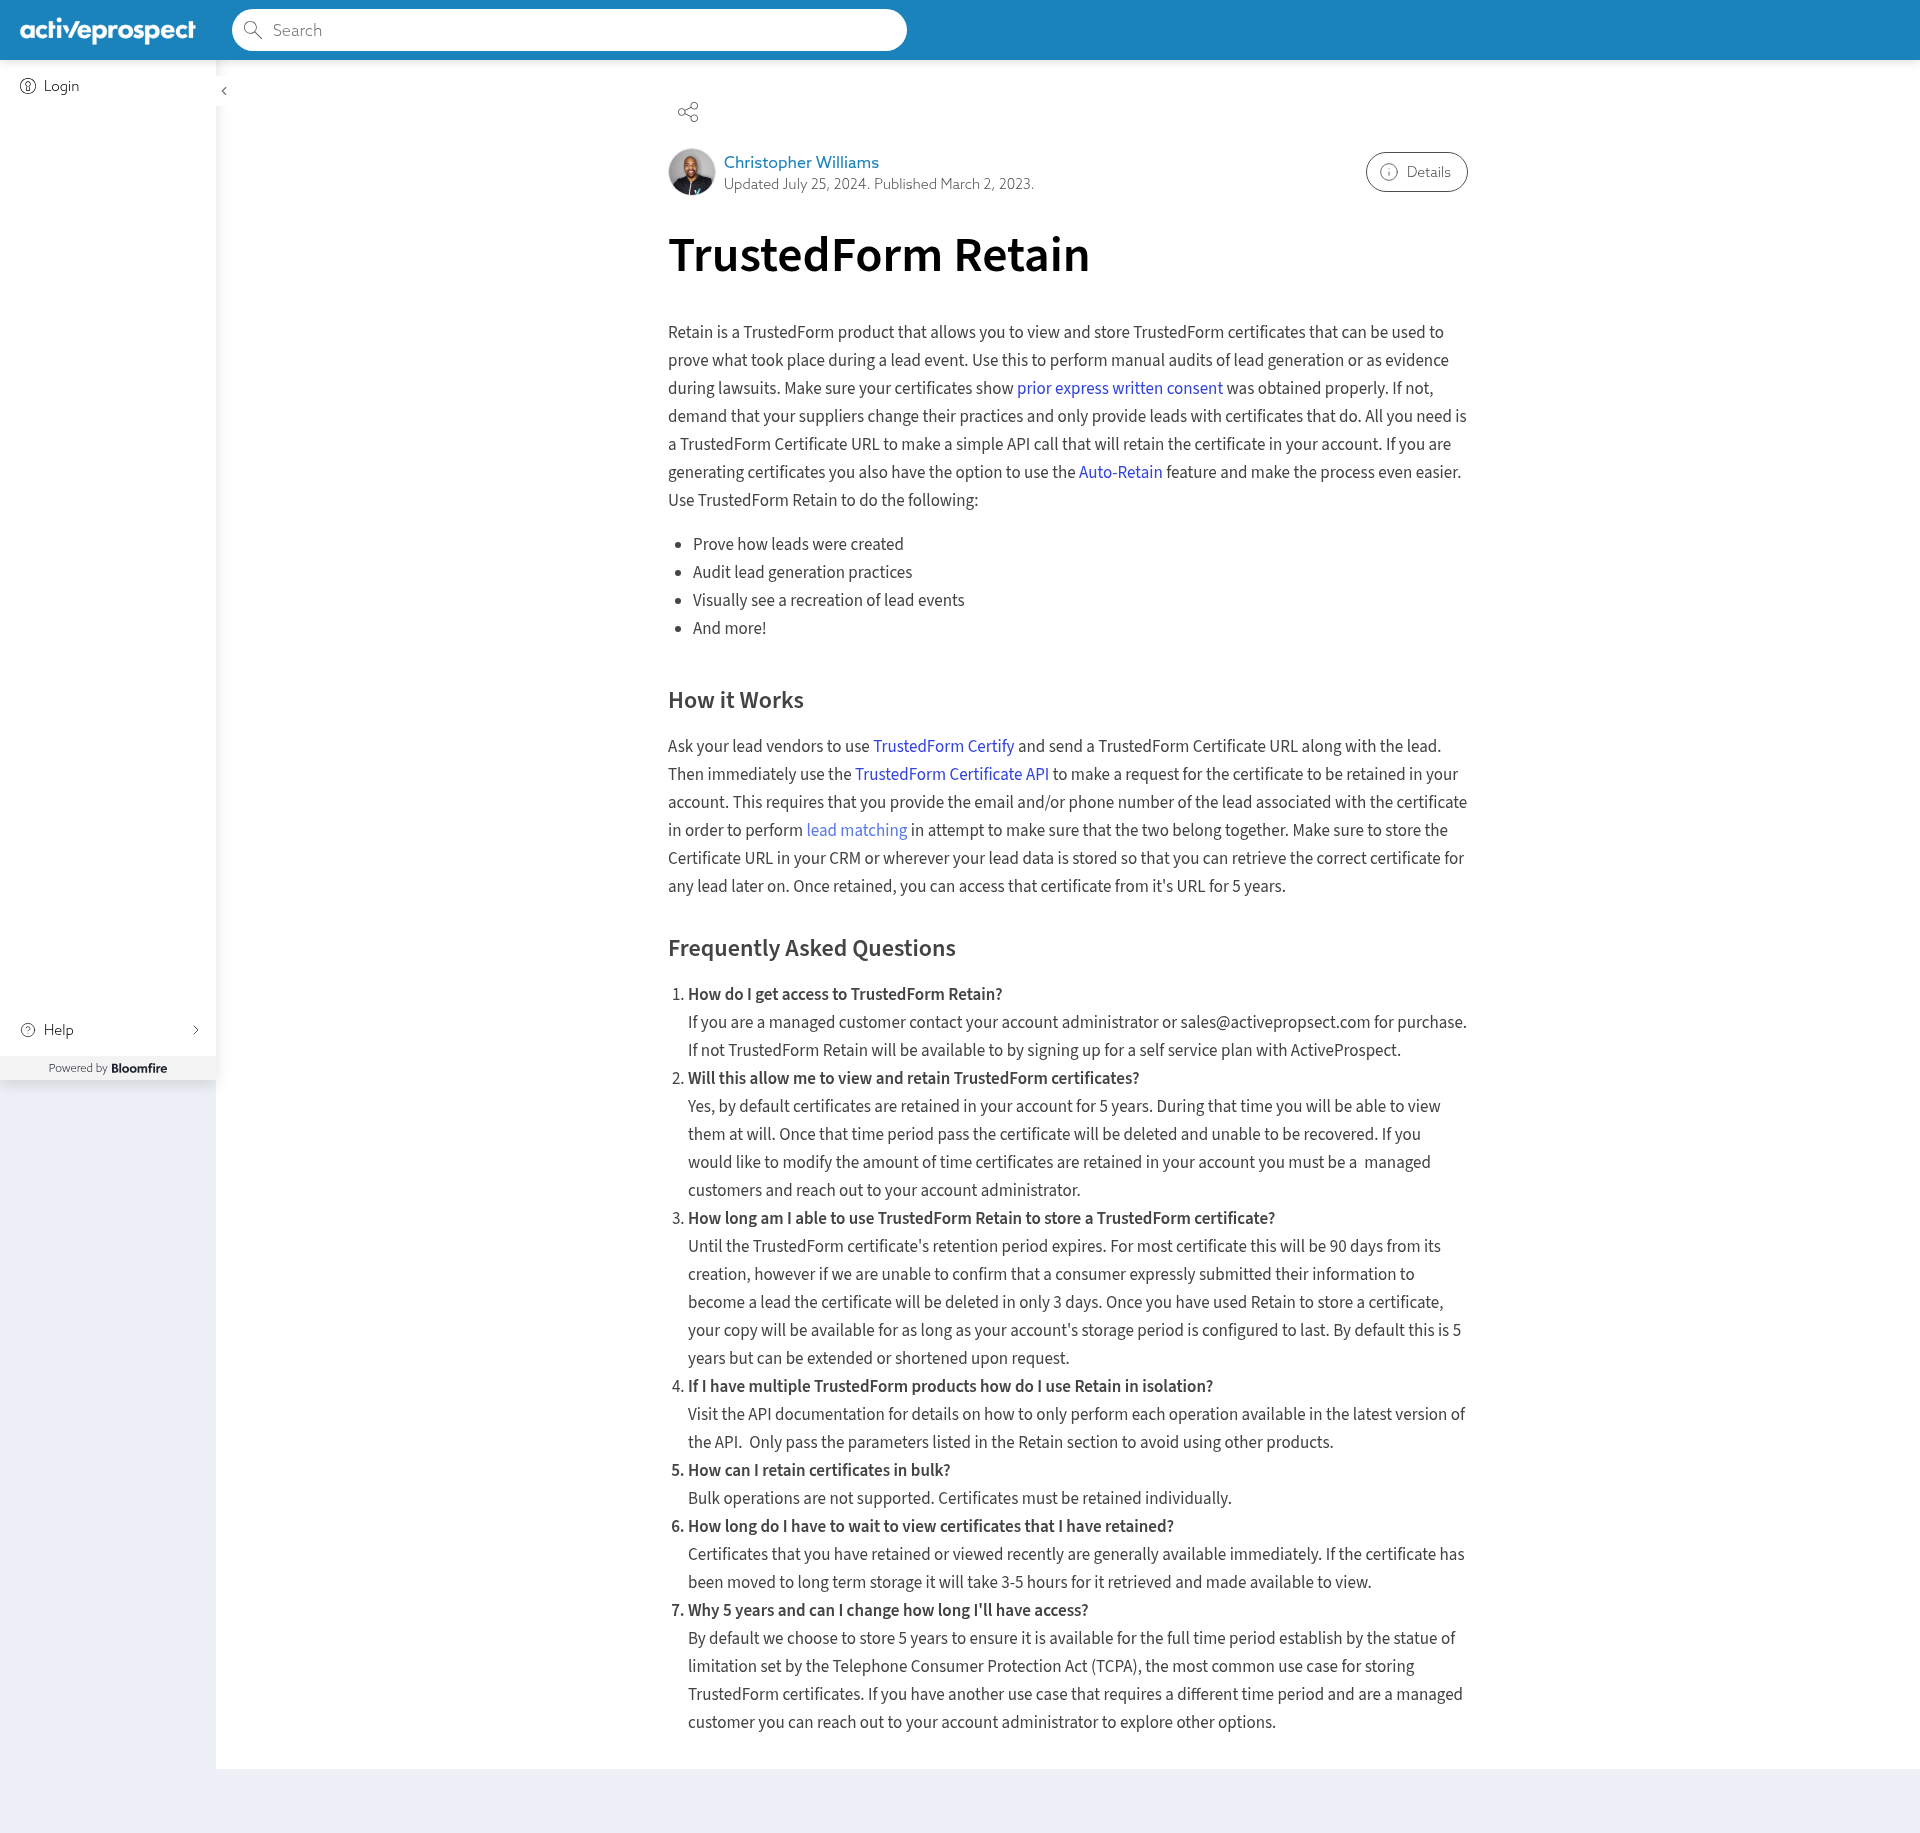 activeprospect
Search
Login
Christopher Williams
Updated July 25, 2024. Published March 2, 2023.
Details
TrustedForm Retain
Retain is a TrustedForm product that allows you to view and store TrustedForm certificates that can be used to
prove what took place during a lead event. Use this to perform manual audits of lead generation or as evidence
during lawsuits. Make sure your certificates show prior express written consent was obtained properly. If not,
demand that your suppliers change their practices and only provide leads with certificates that do. All you need is
a TrustedForm Certificate URL to make a simple API call that will retain the certificate in your account. If you are
generating certificates you also have the option to use the Auto-Retain feature and make the process even easier.
Use TrustedForm Retain to do the following:
• Prove how leads were created
• Audit lead generation practices
• Visually see a recreation of lead events
• And more!
How it Works
Ask your lead vendors to use TrustedForm Certify and send a TrustedForm Certificate URL along with the lead.
Then immediately use the TrustedForm Certificate API to make a request for the certificate to be retained in your
account. This requires that you provide the email and/or phone number of the lead associated with the certificate
in order to perform lead matching in attempt to make sure that the two belong together. Make sure to store the
Certificate URL in your CRM or wherever your lead data is stored so that you can retrieve the correct certificate for
any lead later on. Once retained, you can access that certificate from it's URL for 5 years.
Frequently Asked Questions
1. How do I get access to TrustedForm Retain?
If you are a managed customer contact your account administrator or sales@activepropsect.com for purchase.
If not TrustedForm Retain will be available to by signing up for a self service plan with ActiveProspect.
2. Will this allow me to view and retain TrustedForm certificates?
Yes, by default certificates are retained in your account for 5 years. During that time you will be able to view
them at will. Once that time period pass the certificate will be deleted and unable to be recovered. If you
would like to modify the amount of time certificates are retained in your account you must be a  managed
customers and reach out to your account administrator.
3. How long am I able to use TrustedForm Retain to store a TrustedForm certificate?
Until the TrustedForm certificate's retention period expires. For most certificate this will be 90 days from its
creation, however if we are unable to confirm that a consumer expressly submitted their information to
become a lead the certificate will be deleted in only 3 days. Once you have used Retain to store a certificate,
your copy will be available for as long as your account's storage period is configured to last. By default this is 5
years but can be extended or shortened upon request.
4. If I have multiple TrustedForm products how do I use Retain in isolation?
Visit the API documentation for details on how to only perform each operation available in the latest version of
the API.  Only pass the parameters listed in the Retain section to avoid using other products.
5. How can I retain certificates in bulk?
Bulk operations are not supported. Certificates must be retained individually.
6. How long do I have to wait to view certificates that I have retained?
Certificates that you have retained or viewed recently are generally available immediately. If the certificate has
been moved to long term storage it will take 3-5 hours for it retrieved and made available to view.
7. Why 5 years and can I change how long I'll have access?
By default we choose to store 5 years to ensure it is available for the full time period establish by the statue of
limitation set by the Telephone Consumer Protection Act (TCPA), the most common use case for storing
TrustedForm certificates. If you have another use case that requires a different time period and are a managed
customer you can reach out to your account administrator to explore other options.
Help
Powered by Bloomfire